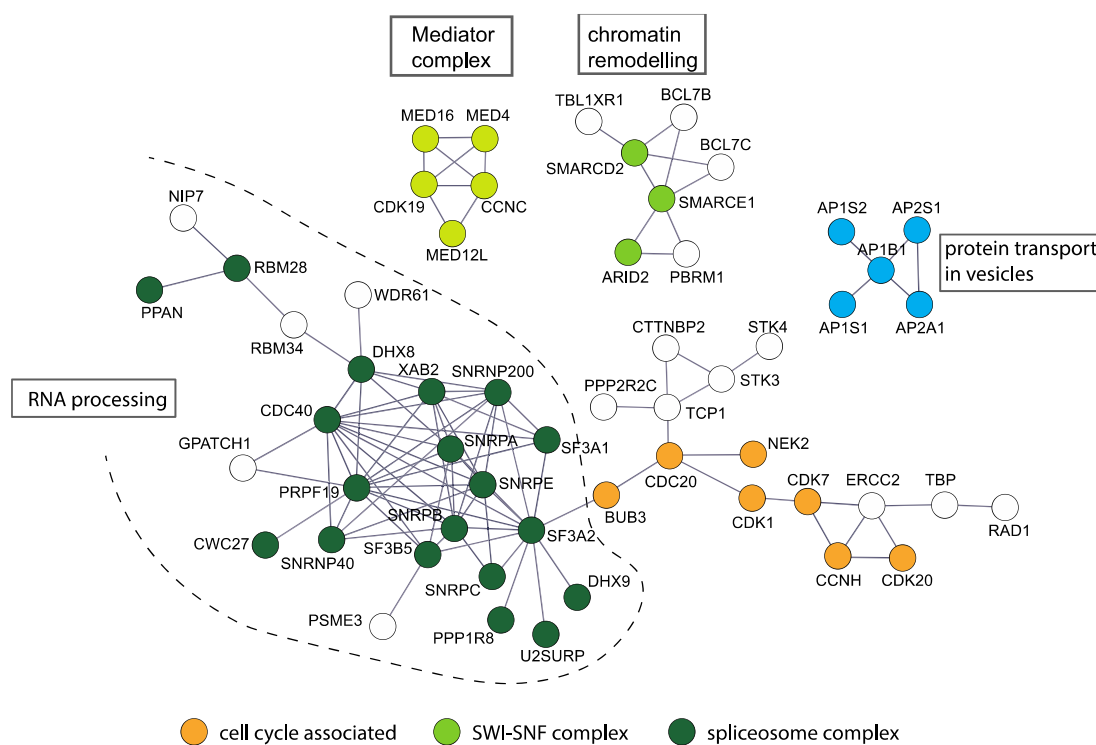 Mediator
complex
chromatin
remodelling
MED16
MED4
CDK19
CCNC
MED12L
TBL1XR1
BCL7B
BCL7C
SMARCD2
SMARCE1
ARID2
PBRM1
AP1S2
AP2S1
AP1B1
AP1S1
AP2A1
protein transport
in vesicles
NIP7
RBM28
PPAN
RBM34
WDR61
DHX8
XAB2
SNRNP200
RNA processing
CDC40
GPATCH1
SNRPA
SF3A1
PRPF19
SNRPE
SNRPB
CWC27
SNRNP40
SF3B5
SF3A2
SNRPC
DHX9
PSME3
PPP1R8
U2SURP
CTTNBP2
STK4
STK3
PPP2R2C
TCP1
NEK2
CDC20
BUB3
CDK1
CDK7
ERCC2
TBP
RAD1
CCNH
CDK20
cell cycle associated
SWI-SNF complex
spliceosome complex